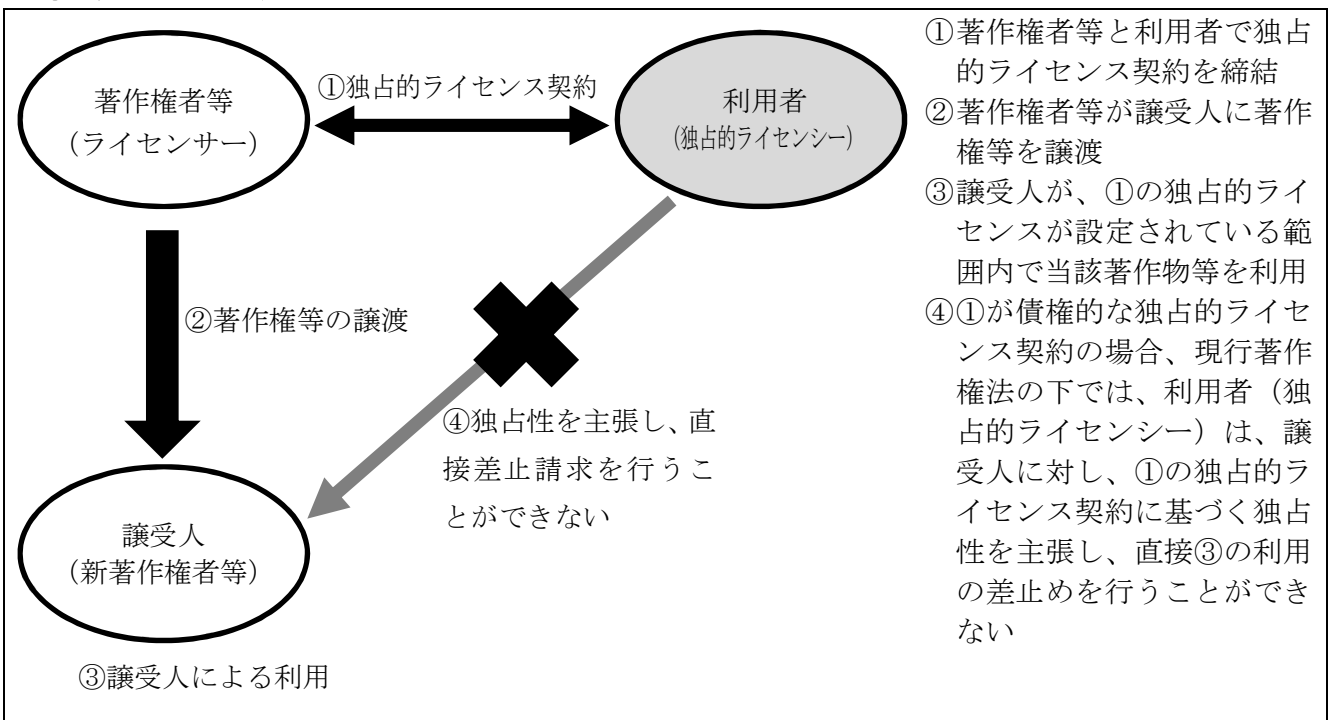 著作権者等
（ライセンサー）
①独占的ライセンス契約
利用者
（独占的ライセンシー）
②著作権等の譲渡
④独占性を主張し、直
接差止請求を行うこ
とができない
譲受人
（新著作権者等）
③譲受人による利用
①著作権者等と利用者で独占
的ライセンス契約を締結
②著作権者等が譲受人に著作
権等を譲渡
③譲受人が、①の独占的ライ
センスが設定されている範
囲内で当該著作物等を利用
④①が債権的な独占的ライセ
ンス契約の場合、現行著作
権法の下では、利用者（独
占的ライセンシー）は、譲
受人に対し、①の独占的ラ
イセンス契約に基づく独占
性を主張し、直接③の利用
の差止めを行うことができ
ない